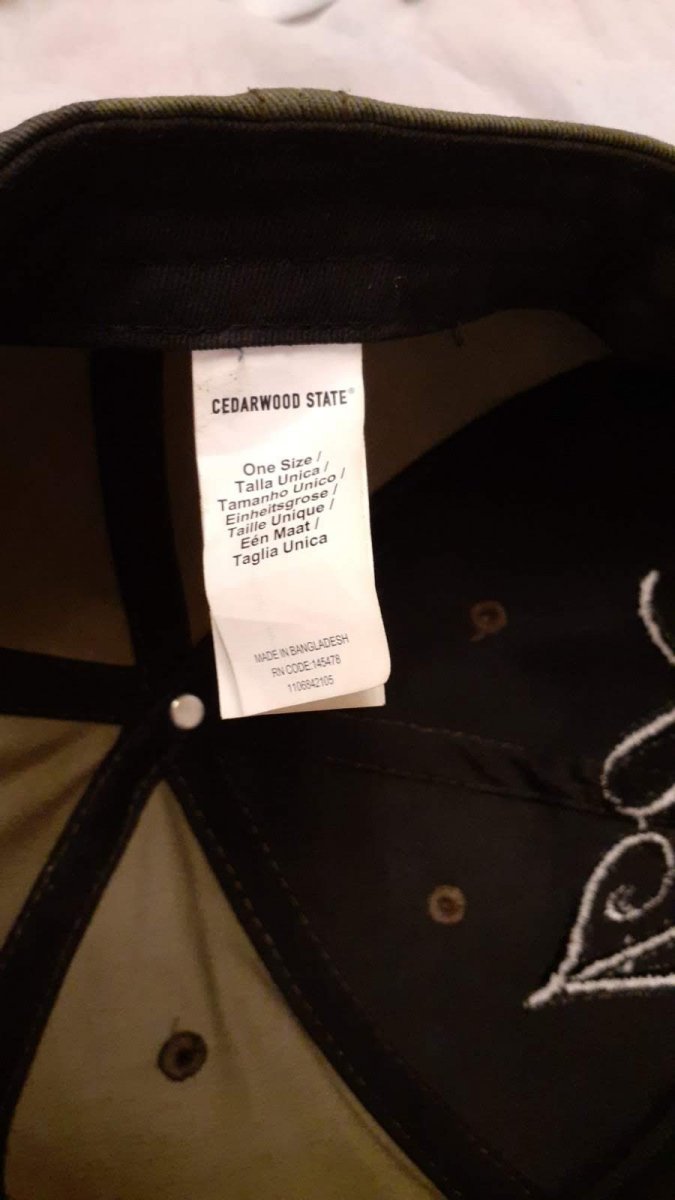 CEDARWOOD STATE®
One Size /
Talla Unica /
Tamanho Unico /
Einheitsgrose /
Taille Unique /
Eén Maat /
Taglia Unica
MADE IN BANGLADESH
RN CODE:145478
1106842105